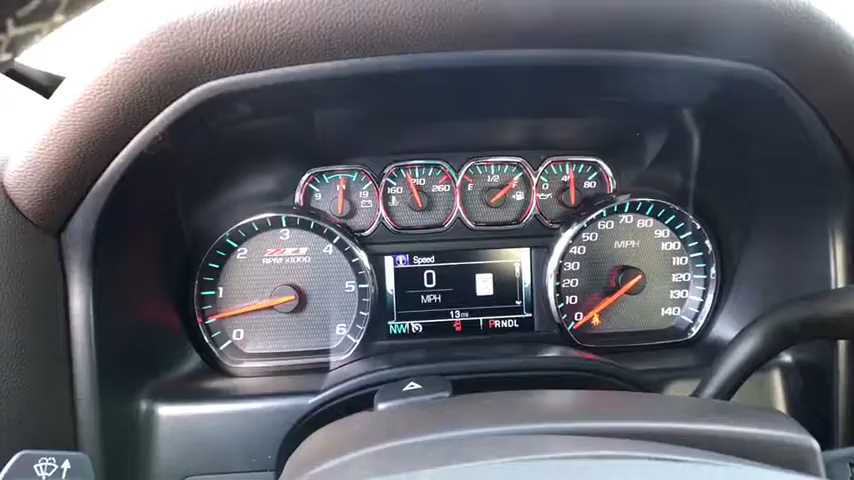 9 14 19
160 210 260
E 1/2 F
0 40 80
Z71
RPM X1000
0 1 2 3 4 5 6
Speed
0
MPH
13 mi
NW
PRNDL
MPH
0 10 20 30 40 50 60 70 80 90 100 110 120 130 140